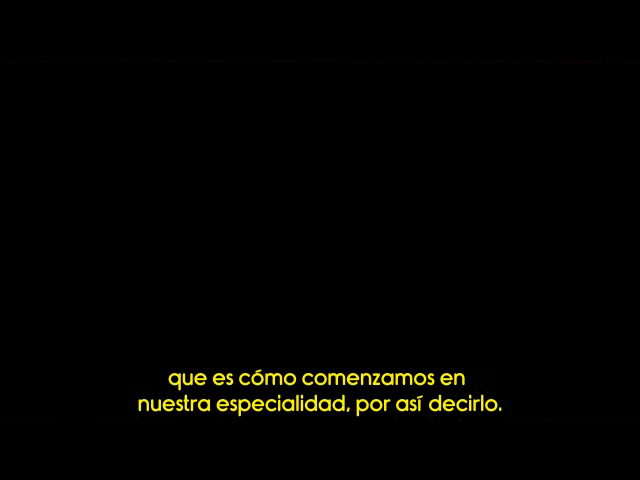 que es cómo comenzamos en
nuestra especialidad, por así decirlo.